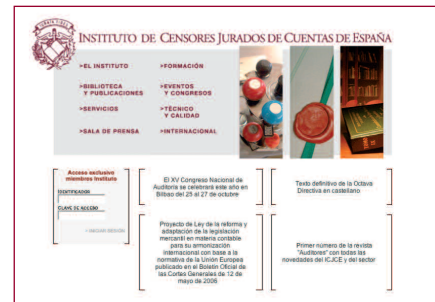 INSTITUTO DE CENSORES JURADOS DE CUENTAS DE ESPAÑA
>EL INSTITUTO
>FORMACIÓN
>BIBLIOTECA
Y PUBLICACIONES
>EVENTOS
Y CONGRESOS
>SERVICIOS
>TÉCNICO
Y CALIDAD
>SALA DE PRENSA
>INTERNACIONAL
Acceso exclusivo
miembros Instituto
IDENTIFICADOR
CLAVE DE ACCESO
> INICIAR SESIÓN
El XV Congreso Nacional de
Auditoría se celebrará este año en
Bilbao del 25 al 27 de octubre
Texto definitivo de la Octava
Directiva en castellano
Proyecto de Ley de la reforma y
adaptación de la legislación
mercantil en materia contable
para su armonización
Internacional con base a la
normativa de la Unión Europea
publicado en el Boletín Oficial de
las Cortes Generales de 12 de
mayo de 2006
Primer número de la revista
"Auditores" con todas las
novedades del ICJCE y del sector